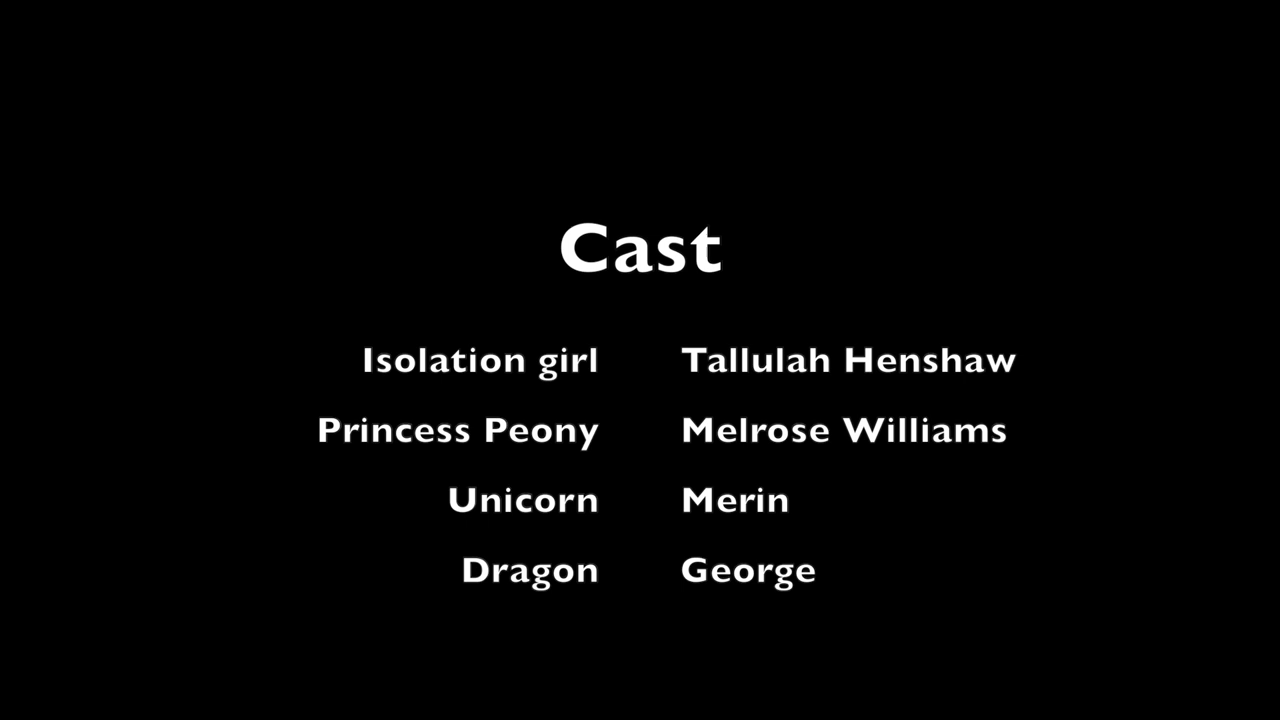 Cast
Isolation girl Tallulah Henshaw
Princess Peony Melrose Williams
Unicorn Merin
Dragon George